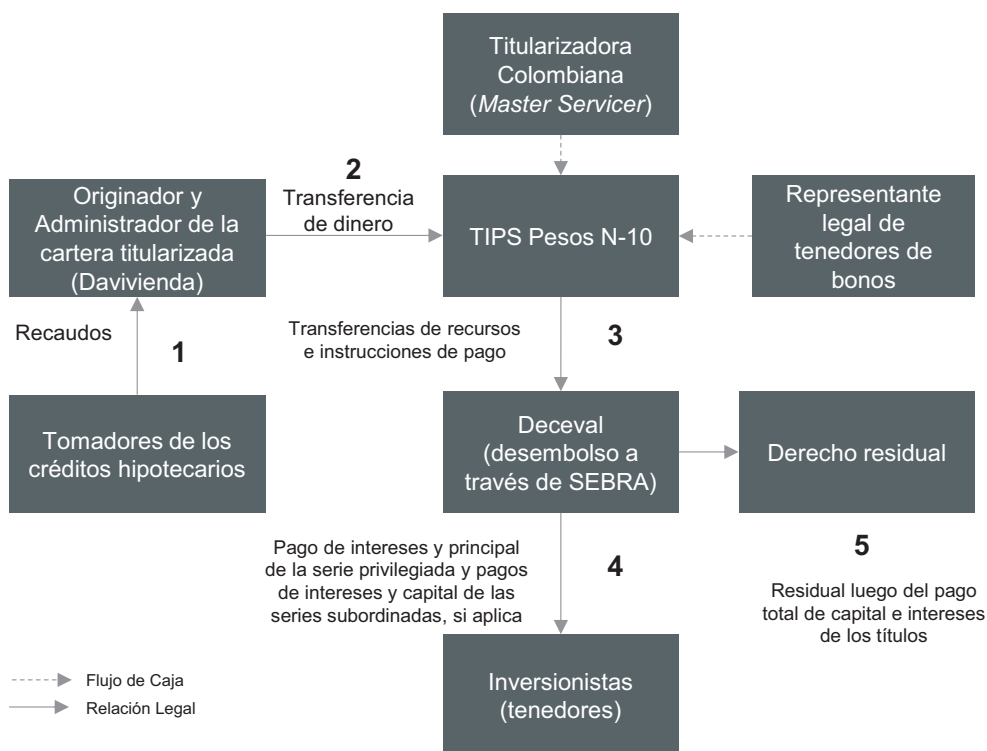 Titularizadora
Colombiana
(Master Servicer)
2
Transferencia
de dinero
Originador y
Administrador de la
cartera titularizada
(Davivienda)
TIPS Pesos N-10
Representante
legal de
tenedores de
bonos
Recaudos
1
Transferencias de recursos
e instrucciones de pago
3
Tomadores de los
créditos hipotecarios
Deceval
(desembolso a
través de SEBRA)
Derecho residual
Pago de intereses y principal
de la serie privilegiada y pagos
de intereses y capital de las
series subordinadas, si aplica
4
5
Residual luego del pago
total de capital e intereses
de los títulos
Inversionistas
(tenedores)
Flujo de Caja
Relación Legal